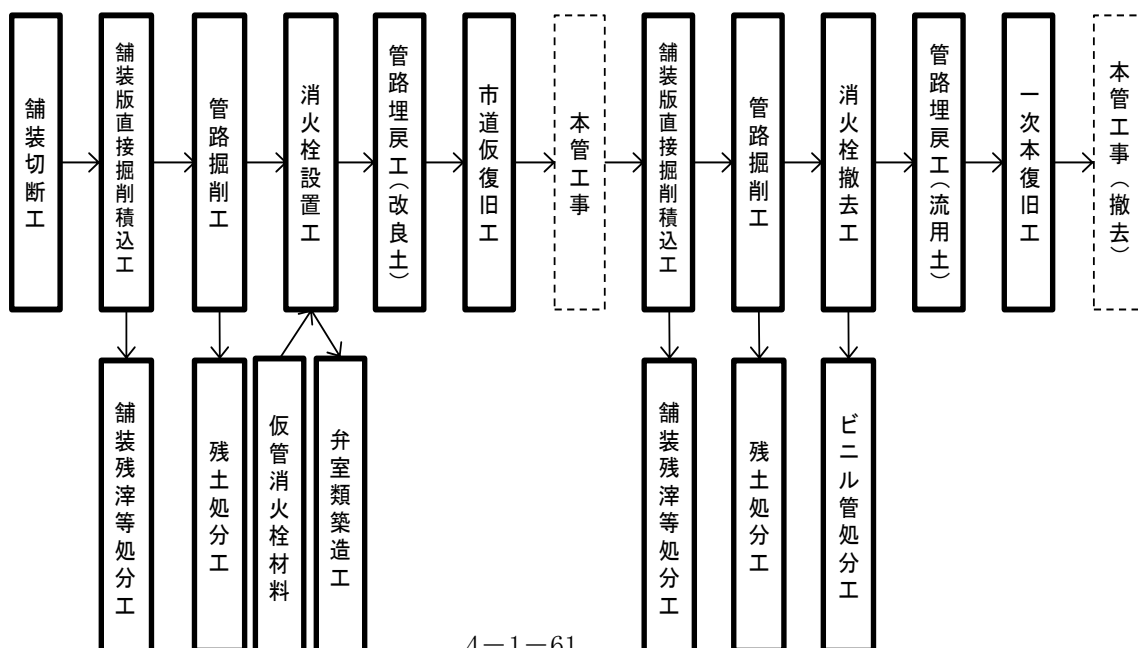 舗装切断工
舗装版直接掘削積込工
管路掘削工
消火栓設置工
管路埋戻工（改良土）
市道仮復旧工
本管工事
舗装版直接掘削積込工
管路掘削工
消火栓撤去工
管路埋戻工（流用土）
一次本復旧工
本管工事（撤去）
舗装残滓等処分工
残土処分工
仮管消火栓材料
弁室類築造工
舗装残滓等処分工
残土処分工
ビニル管処分工
4－1－61